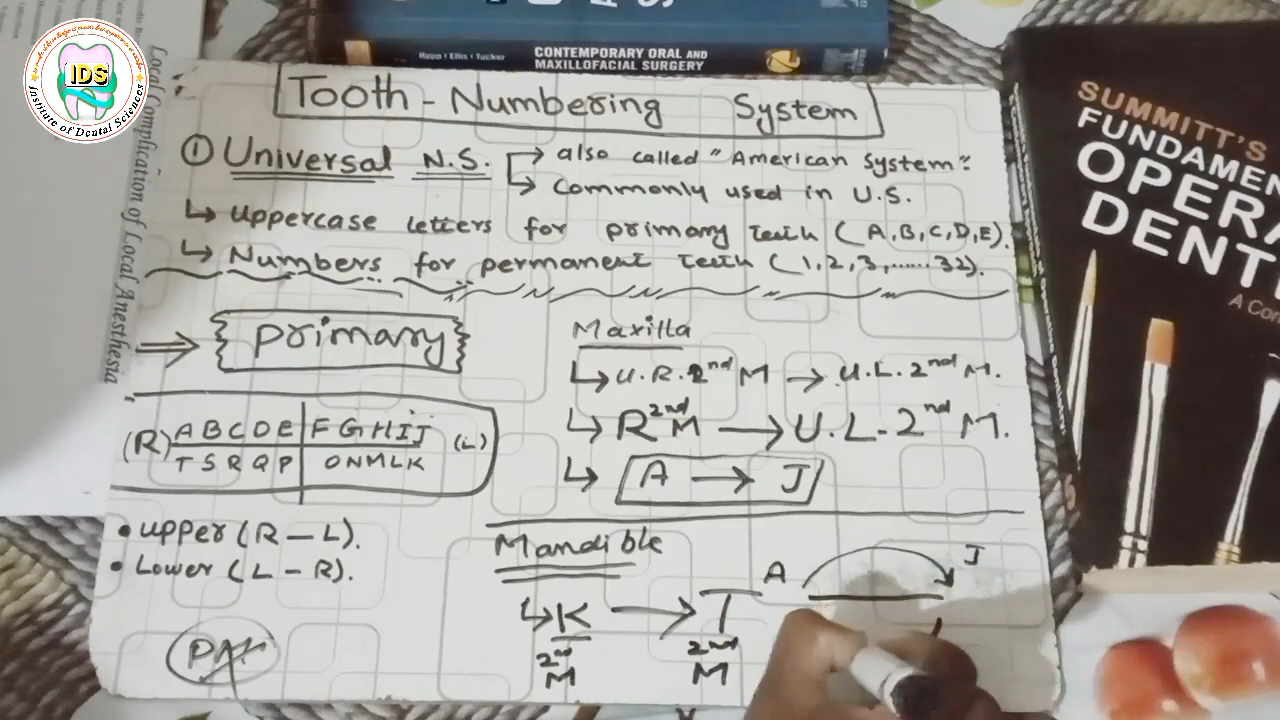 IDS
Institute of Dental Sciences
Local Complication of Local Anesthesia
Hupp | Ellis | Tucker
CONTEMPORARY ORAL AND
MAXILLOFACIAL SURGERY
SUMMITT'S
FUNDAMEN
OPERA
DENTI
A Con
Tooth - Numbering System
① Universal N.S. → also called "American System".
→ Commonly used in U.S.
↳ Uppercase letters for primary teeth (A,B,C,D,E).
↳ Numbers for permanent teeth (1,2,3,......32).
⇒ Primary
(R) A B C D E | F G H I J (L)
T S R Q P | O N M L K
• Upper (R – L).
• Lower (L – R).
Maxilla
↳ U.R. 2nd M → U.L. 2nd M.
↳ R 2nd M → U.L. 2nd M.
↳ A → J
Mandible
↳ K → T
2nd M 2nd M
A J